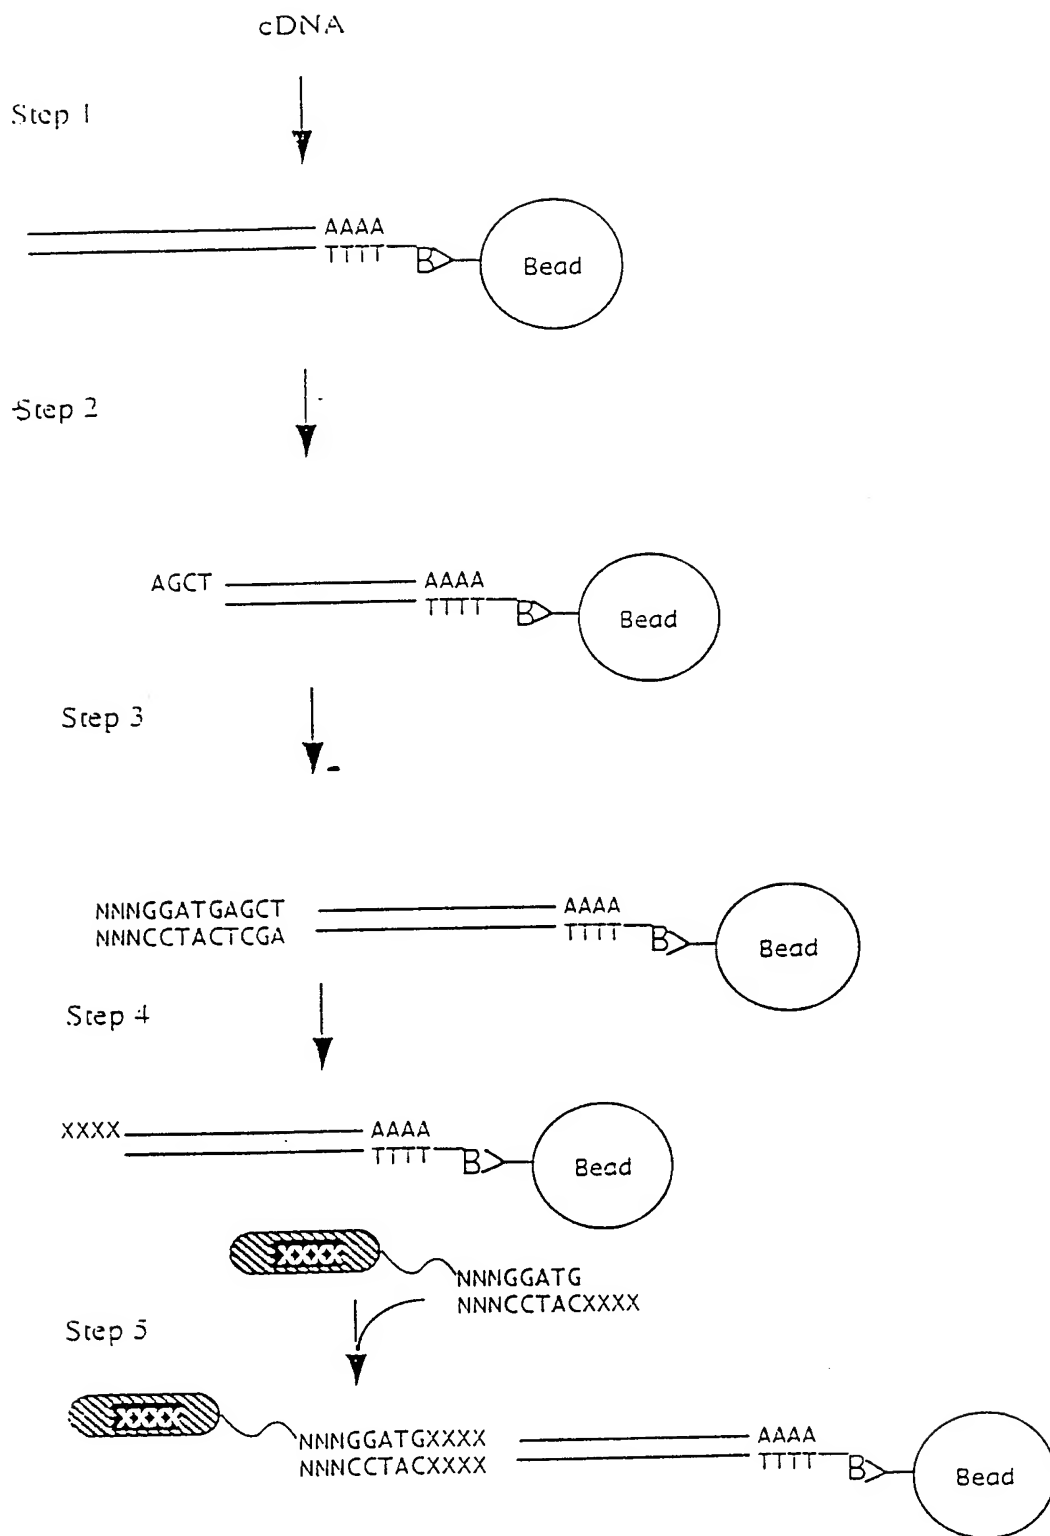 cDNA
Step 1
AAAA
TTTT B Bead
Step 2
AGCT AAAA
TTTT B Bead
Step 3
NNNGGATGAGCT AAAA
NNNCCTACTCGA TTTT B Bead
Step 4
XXXX AAAA
TTTT B Bead
XXXX
NNNGGATG
NNNCCTACXXXX
Step 5
XXXX
NNNGGATGXXXX AAAA
NNNCCTACXXXX TTTT B Bead